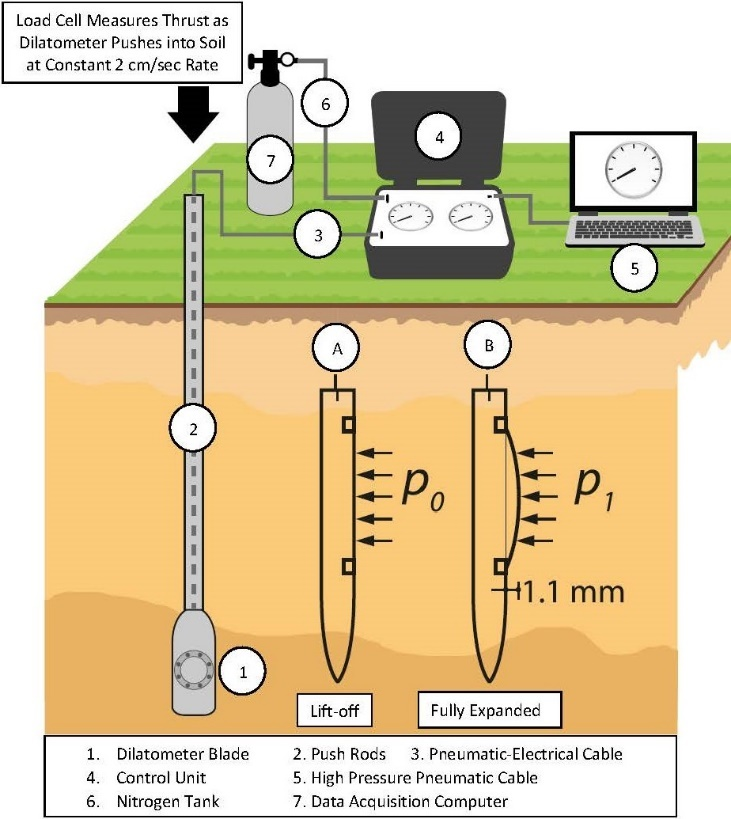 Load Cell Measures Thrust as
Dilatometer Pushes into Soil
at Constant 2 cm/sec Rate
6
4
7
3
5
A
B
2
p0
p1
1.1 mm
1
Lift-off
Fully Expanded
1. Dilatometer Blade 2. Push Rods 3. Pneumatic-Electrical Cable
4. Control Unit 5. High Pressure Pneumatic Cable
6. Nitrogen Tank 7. Data Acquisition Computer